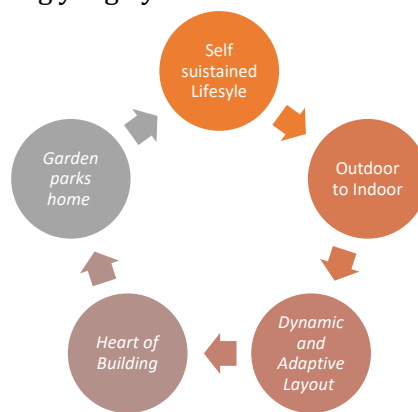 Self
suistained
Lifesyle
Outdoor
to Indoor
Dynamic
and
Adaptive
Layout
Heart of
Building
Garden
parks
home